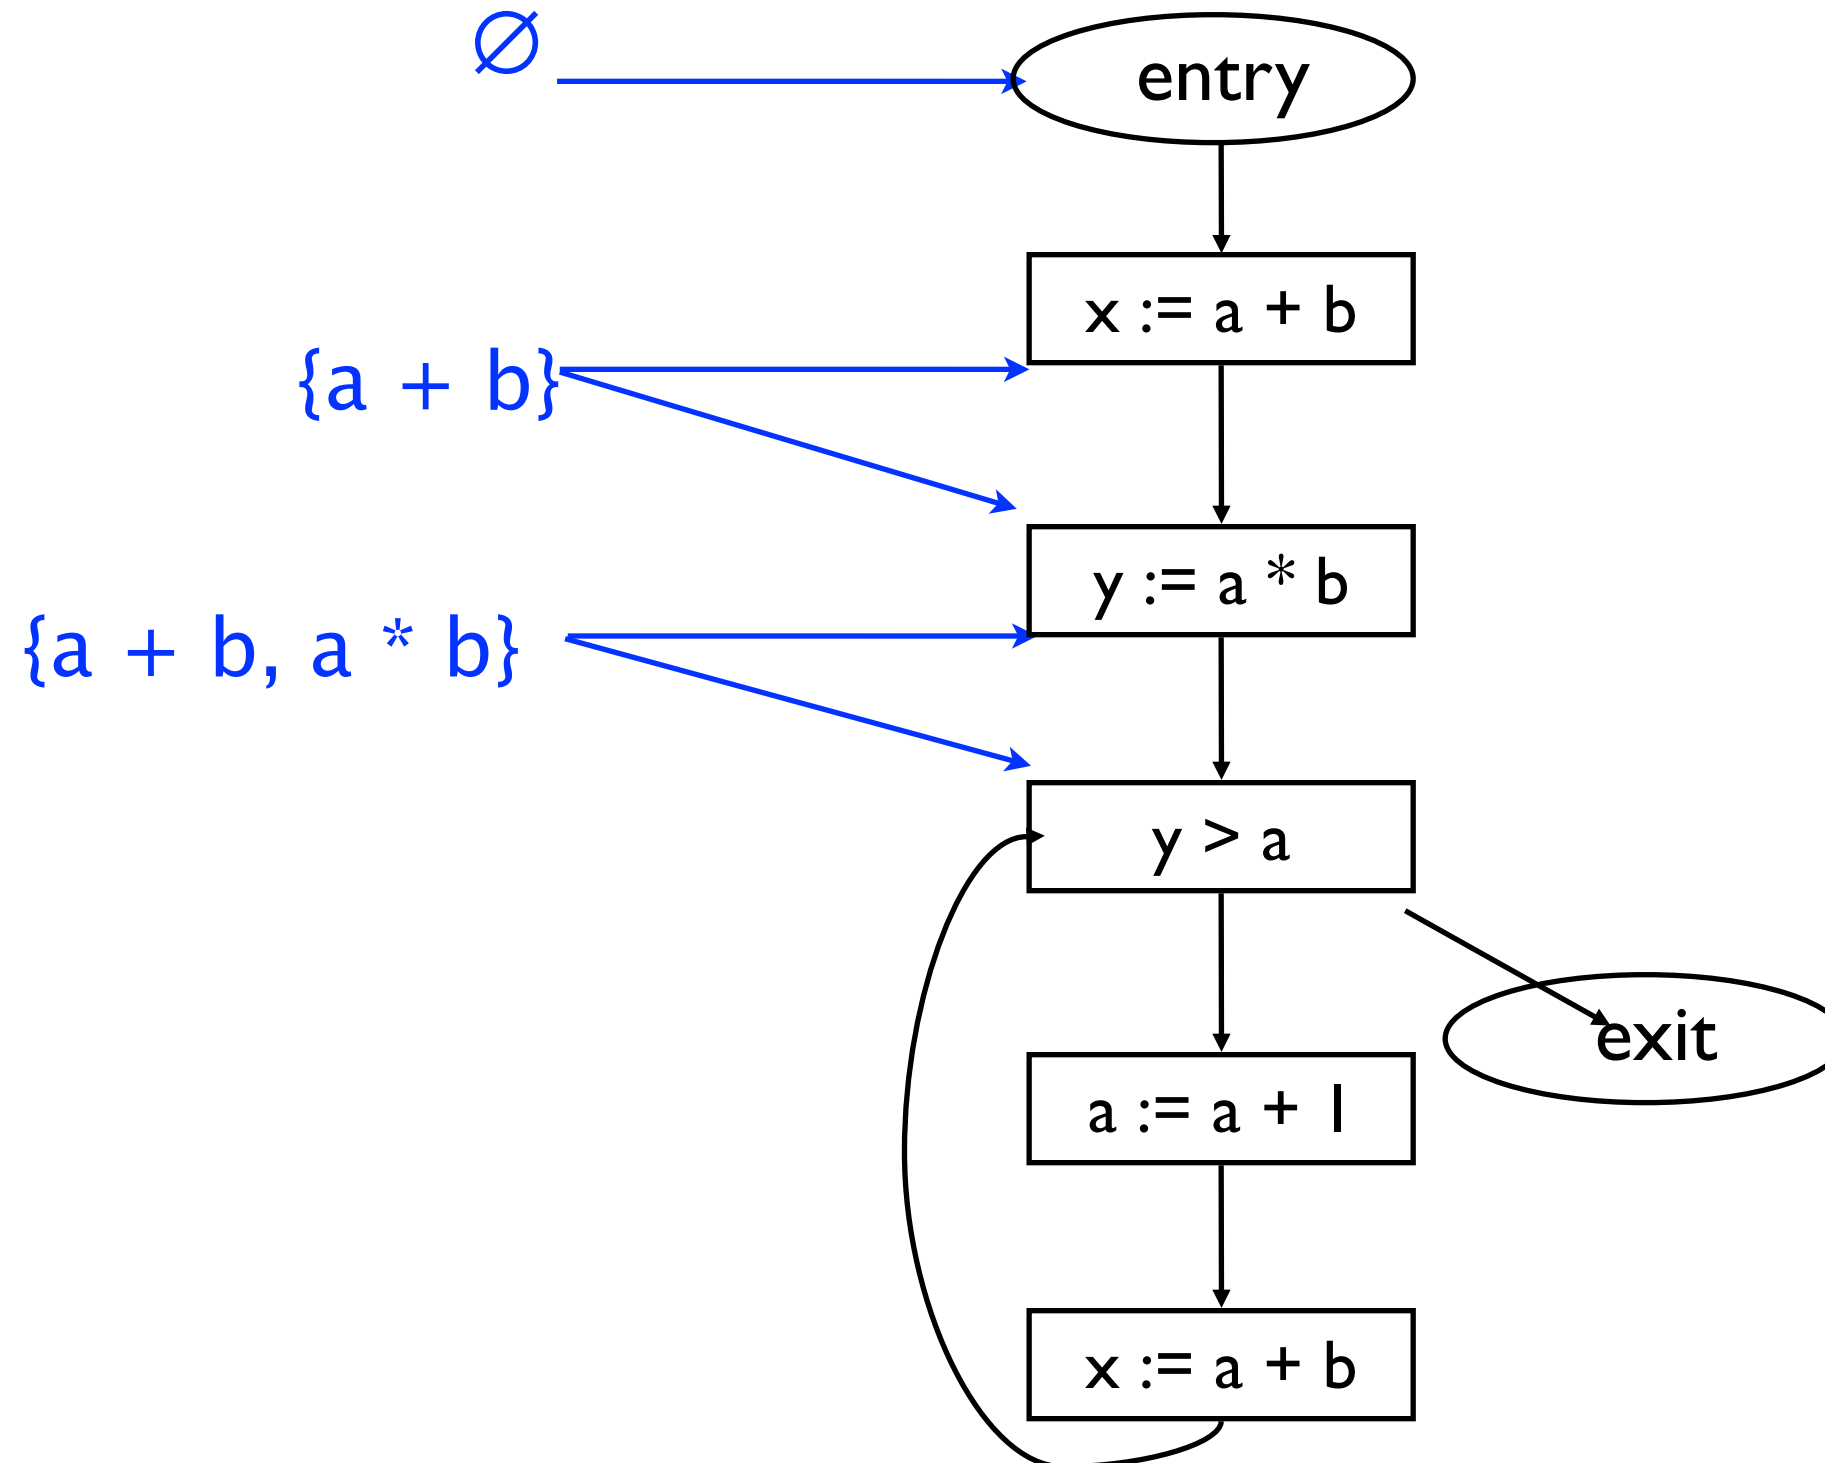 ∅
entry
x := a + b
{a + b}
y := a * b
{a + b, a * b}
y > a
exit
a := a + 1
x := a + b